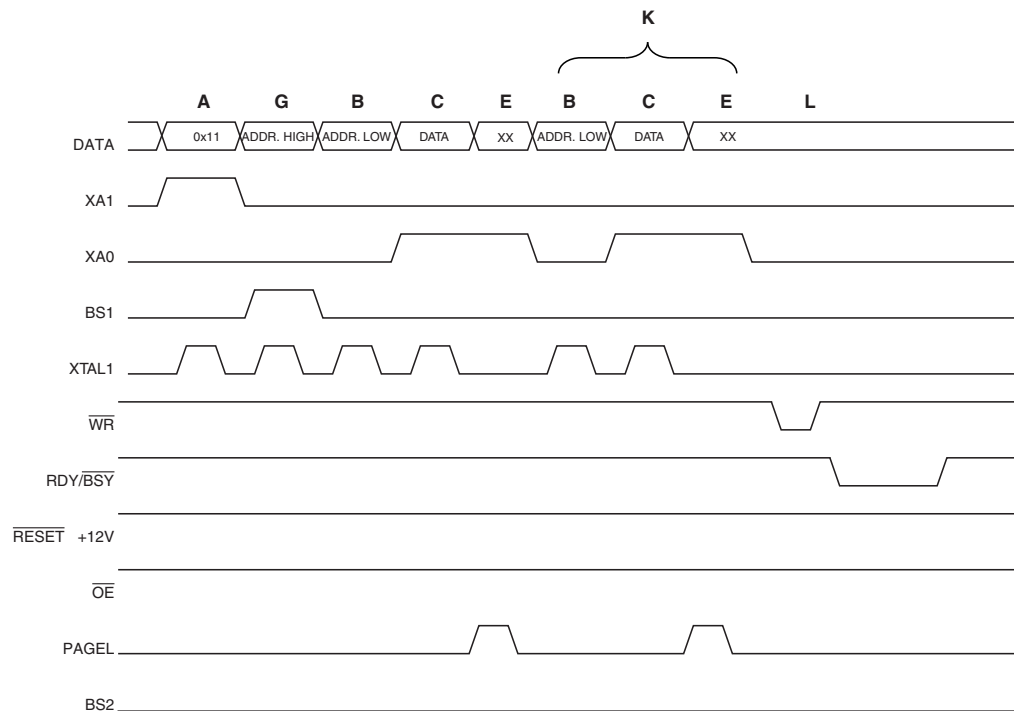 K
A G B C E B C E L
DATA 0x11 ADDR. HIGH ADDR. LOW DATA XX ADDR. LOW DATA XX
XA1
XA0
BS1
XTAL1
WR
RDY/BSY
RESET +12V
OE
PAGEL
BS2